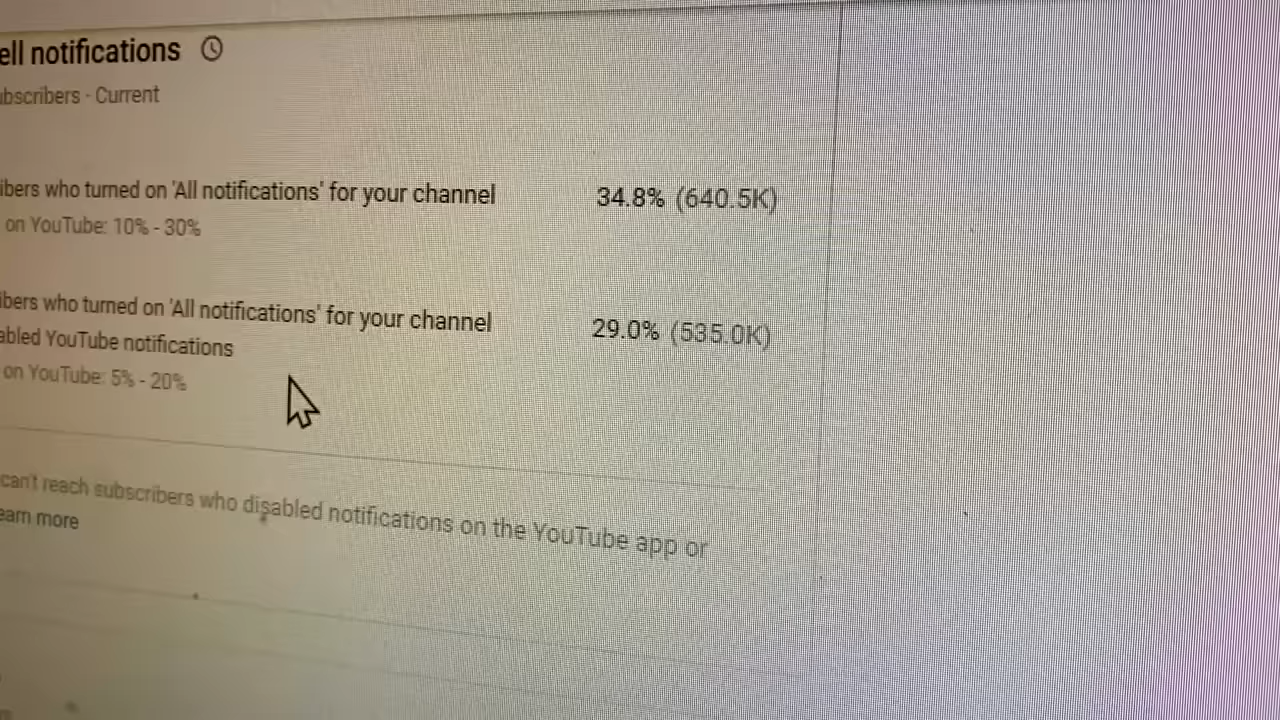 ell notifications
ubscribers · Current
ibers who turned on 'All notifications' for your channel 34.8% (640.5K)
on YouTube: 10% - 30%
ibers who turned on 'All notifications' for your channel 29.0% (535.0K)
abled YouTube notifications
on YouTube: 5% - 20%
can't reach subscribers who disabled notifications on the YouTube app or
earn more